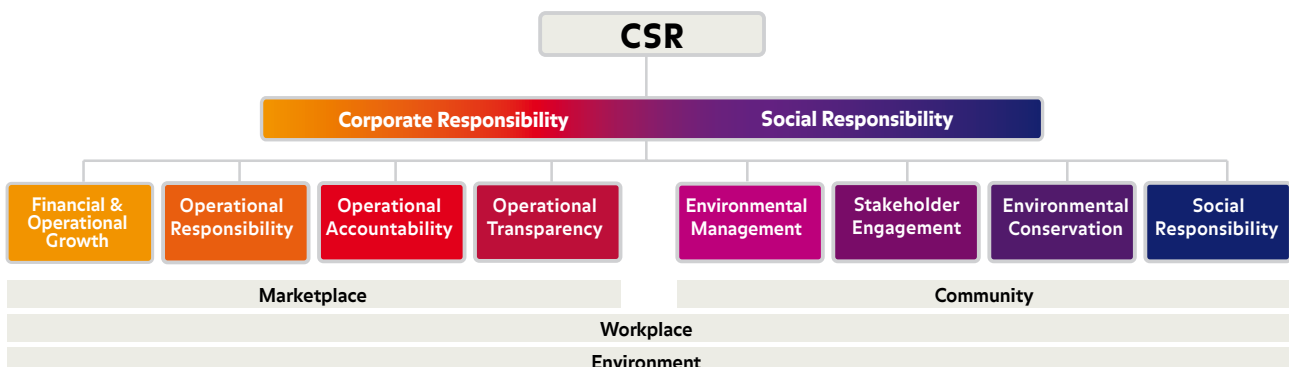 CSR
Corporate Responsibility
Social Responsibility
Financial &
Operational
Growth
Operational
Responsibility
Operational
Accountability
Operational
Transparency
Environmental
Management
Stakeholder
Engagement
Environmental
Conservation
Social
Responsibility
Marketplace
Community
Workplace
Environment